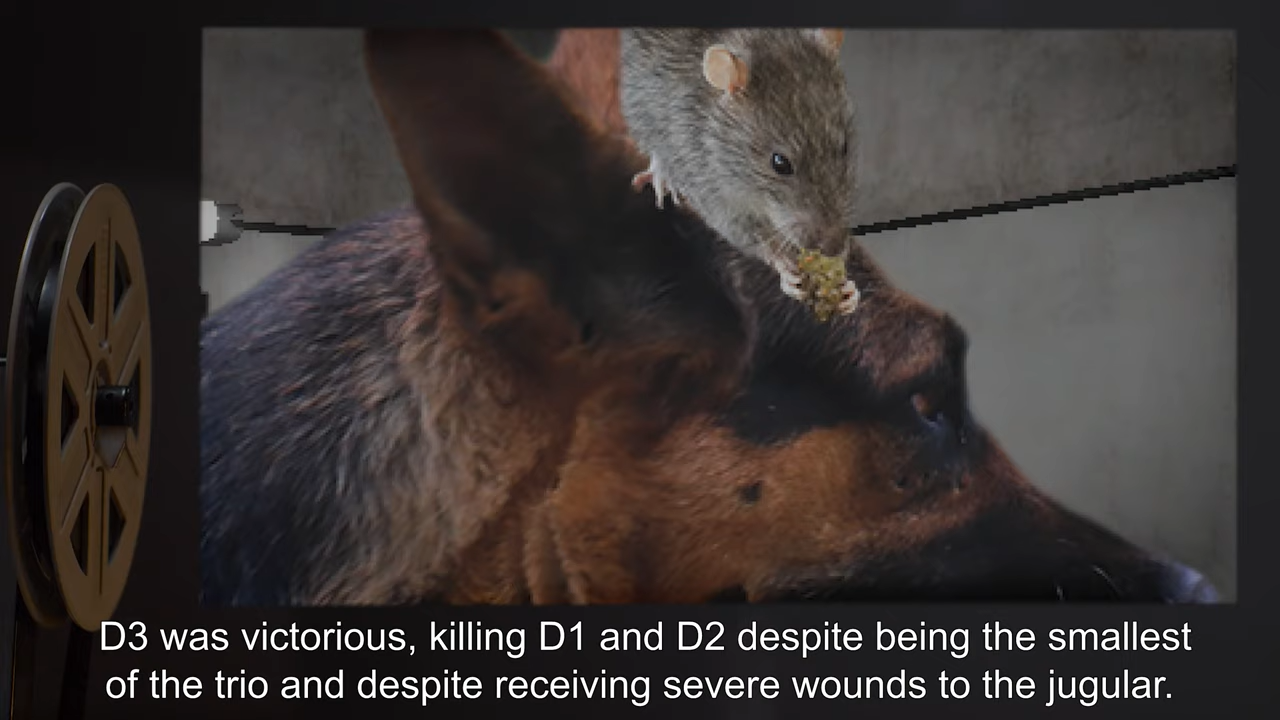 D3 was victorious, killing D1 and D2 despite being the smallest
of the trio and despite receiving severe wounds to the jugular.